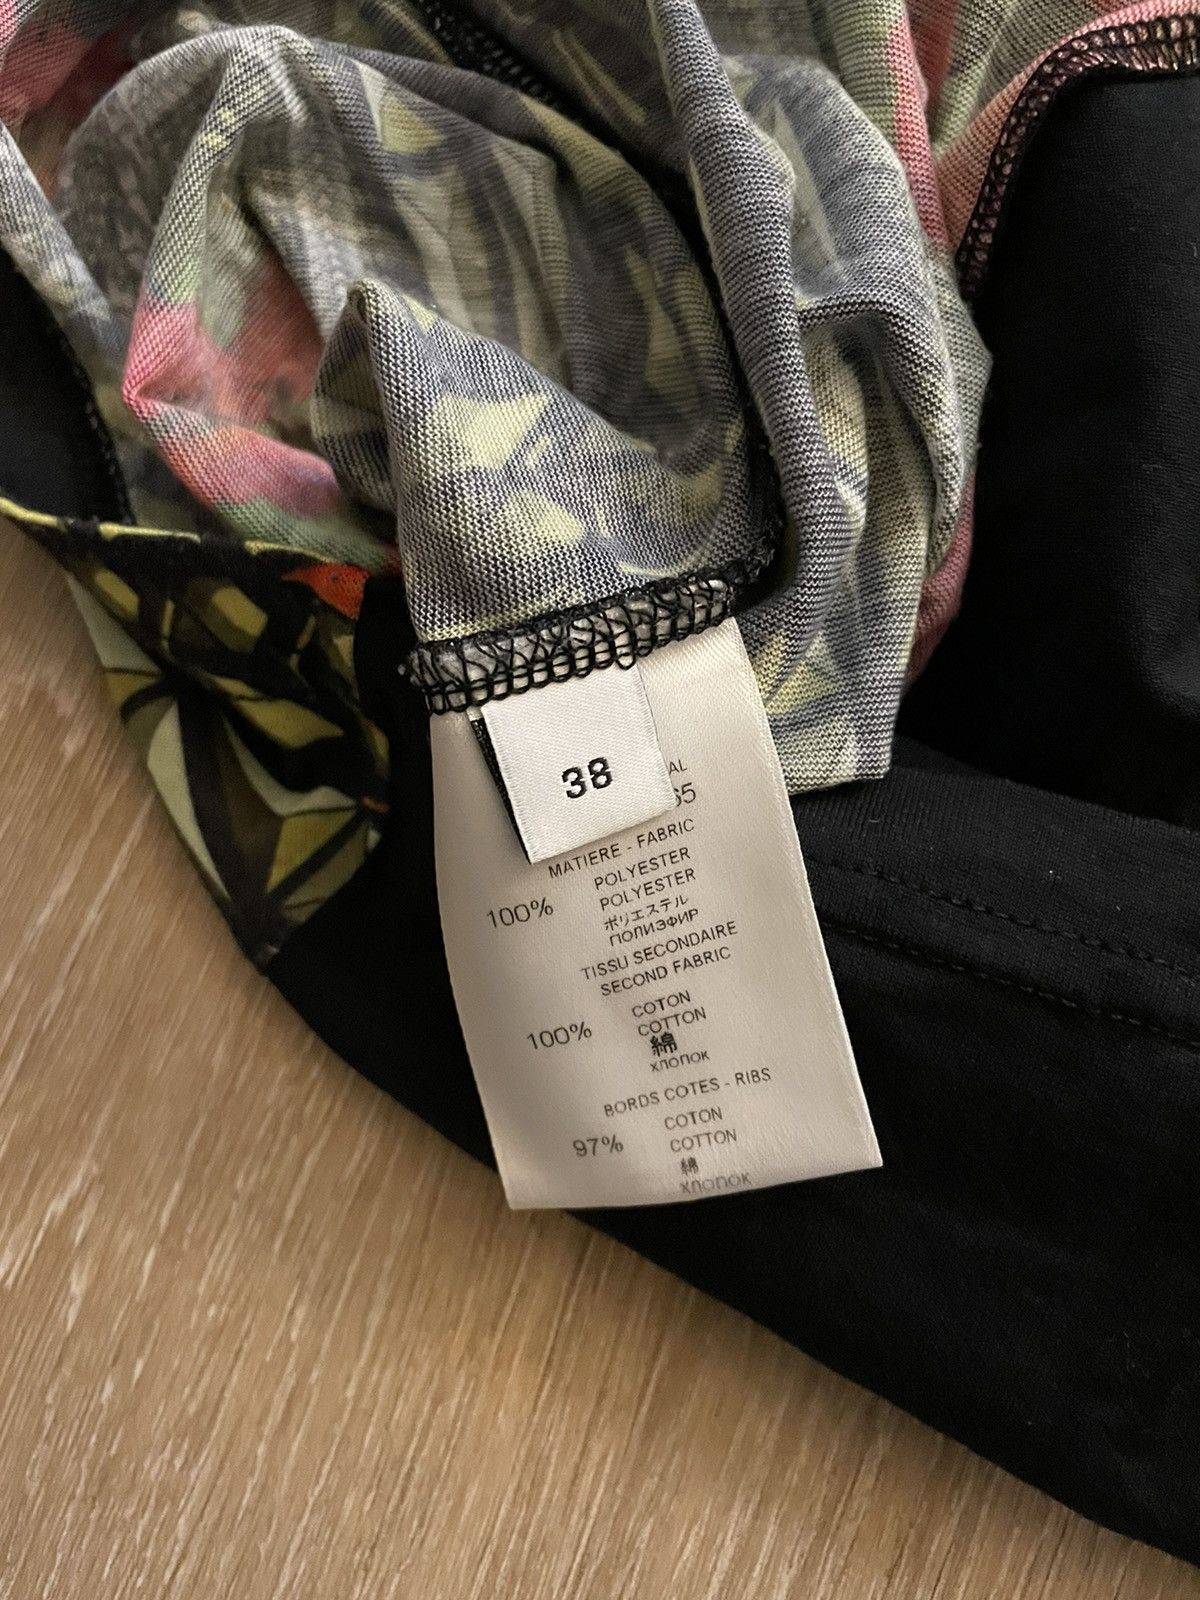 38
MATIERE - FABRIC
100%
POLYESTER
POLYESTER
ポリエステル
ПОЛИЭФИР
TISSU SECONDAIRE
SECOND FABRIC
100%
COTON
COTTON
綿
хлопок
BORDS COTES - RIBS
97%
COTON
COTTON
綿
хлопок